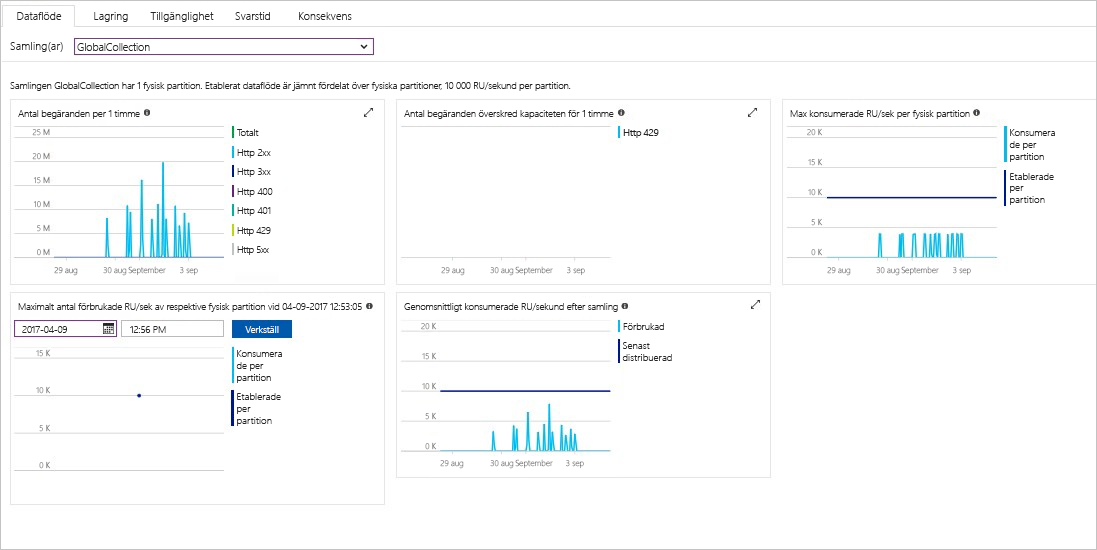 Dataflöde Lagring Tillgänglighet Svarstid Konsekvens
Samling(ar) GlobalCollection
Samlingen GlobalCollection har 1 fysisk partition. Etablerat dataflöde är jämnt fördelat över fysiska partitioner, 10 000 RU/sekund per partition.
Antal begäranden per 1 timme
25 M
20 M
15 M
10 M
5 M
0 M
29 aug 30 aug September 3 sep
Totalt
Http 2xx
Http 3xx
Http 400
Http 401
Http 429
Http 5xx
Antal begäranden överskred kapaciteten för 1 timme
Http 429
29 aug 30 aug September 3 sep
Max konsumerade RU/sek per fysisk partition
20 K
15 K
10 K
5 K
0 K
29 aug 30 aug September 3 sep
Konsumera
de per
partition
Etablerade
per
partition
Maximalt antal förbrukade RU/sek av respektive fysisk partition vid 04-09-2017 12:53:05
2017-04-09 12:56 PM Verkställ
15 K
10 K
5 K
0 K
Konsumera
de per
partition
Etablerade
per
partition
Genomsnittligt konsumerade RU/sekund efter samling
20 K
15 K
10 K
5 K
0 K
29 aug 30 aug September 3 sep
Förbrukad
Senast
distribuerad